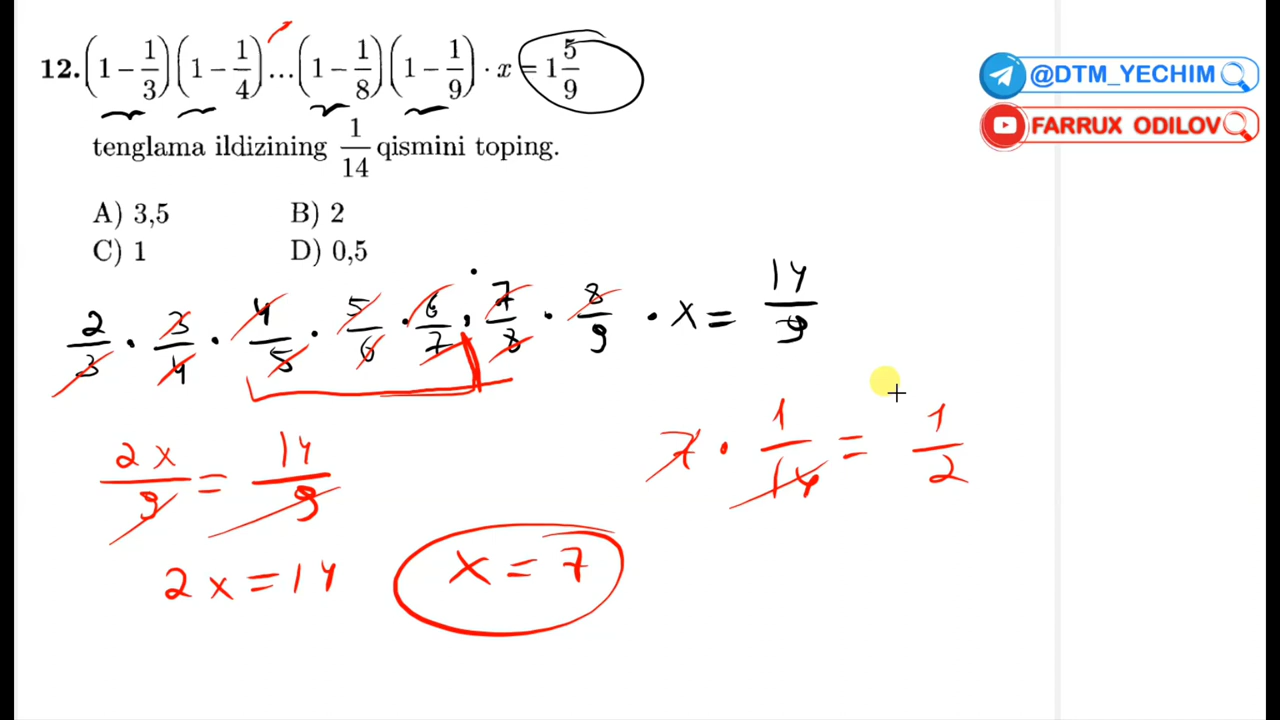 12. (1 − 1/3)(1 − 1/4)...(1 − 1/8)(1 − 1/9) · x = 1 5/9
tenglama ildizining 1/14 qismini toping.
A) 3,5 B) 2
C) 1 D) 0,5
@DTM_YECHIM
FARRUX ODILOV
2/3 · 3/4 · 4/5 · 5/6 · 6/7 · 7/8 · 8/9 · x = 14/9
2x/9 = 14/9
7 · 1/14 = 1/2
2x = 14
x = 7